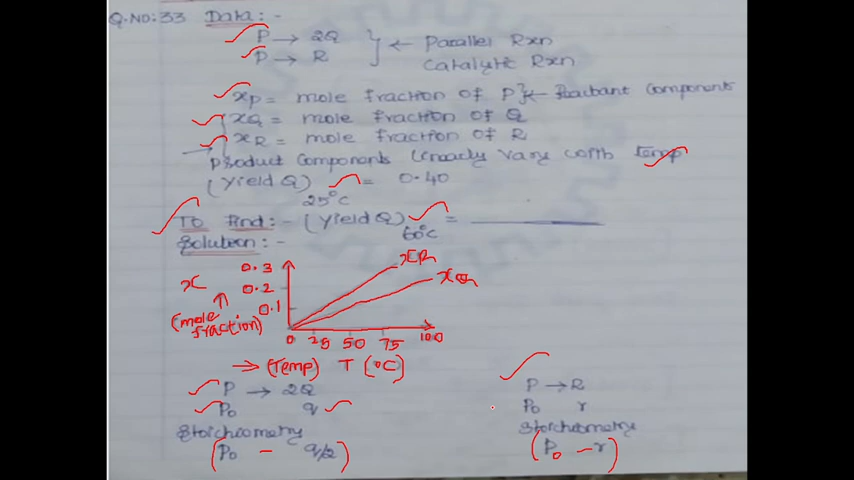 Q.NO:33 Data:-
P → 2Q
P → R } ← Parallel Rxn
Catalytic Rxn
xP = mole fraction of P} ← Reactant Components
xQ = mole fraction of Q
xR = mole fraction of R
Product Components linearly vary with Temp
(Yield Q) 25°C = 0.40
To Find:- (Yield Q) 60°C = 
Solution:-
x ↑ (mole fraction)
0.3
0.2
0.1
xR
xQ
0 25 50 75 100
→ (Temp) T (°C)
P → 2Q
P0 q
Stoichiometry
(P0 - q/2)
P → R
P0 r
Stoichiometry
(P0 - r)